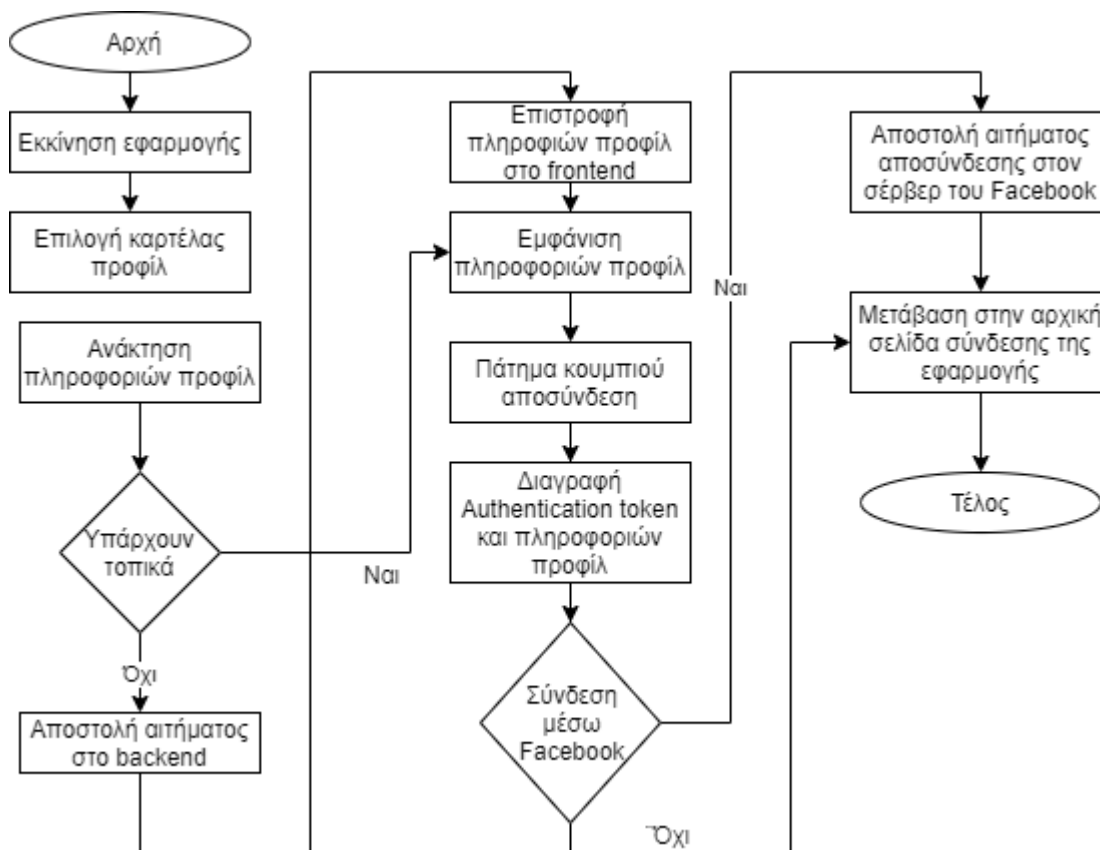 Αρχή
Εκκίνηση εφαρμογής
Επιλογή καρτέλας
προφίλ
Ανάκτηση
πληροφοριών προφίλ
Υπάρχουν
τοπικά
Ναι
Όχι
Αποστολή αιτήματος
στο backend
Επιστροφή
πληροφιών προφίλ
στο frontend
Εμφάνιση
πληροφοριών προφίλ
Πάτημα κουμπιού
αποσύνδεση
Διαγραφή
Authentication token
και πληροφοριών
προφίλ
Σύνδεση
μέσω
Facebook
Ναι
῞Όχι
Αποστολή αιτήματος
αποσύνδεσης στον
σέρβερ του Facebook
Μετάβαση στην αρχική
σελίδα σύνδεσης της
εφαρμογής
Τέλος